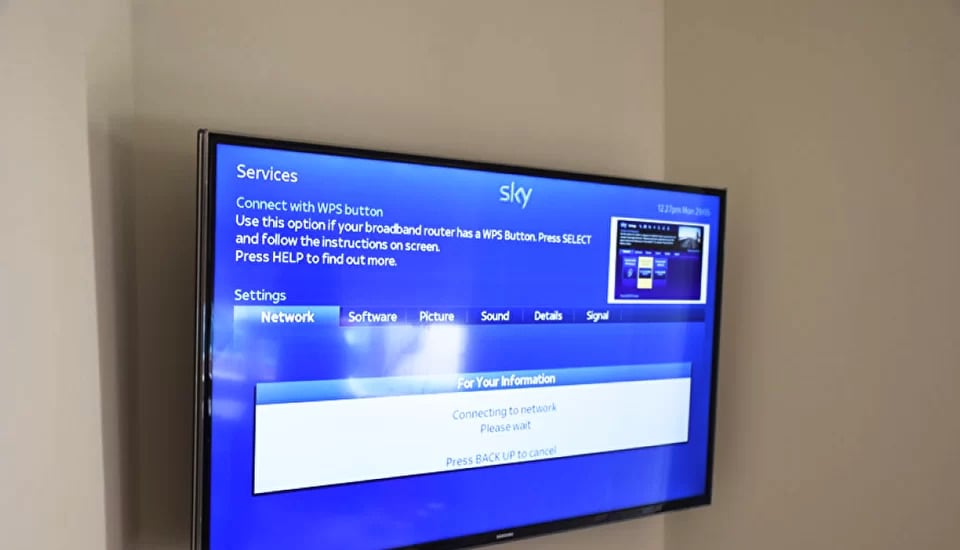 Services
sky
12.27pm Mon
Connect with WPS button
Use this option if your broadband router has a WPS Button. Press SELECT
and follow the instructions on screen.
Press HELP to find out more.
Settings
Network Software Picture Sound Details Signal
For Your Information
Connecting to network
Please wait
Press BACK UP to cancel
SAMSUNG